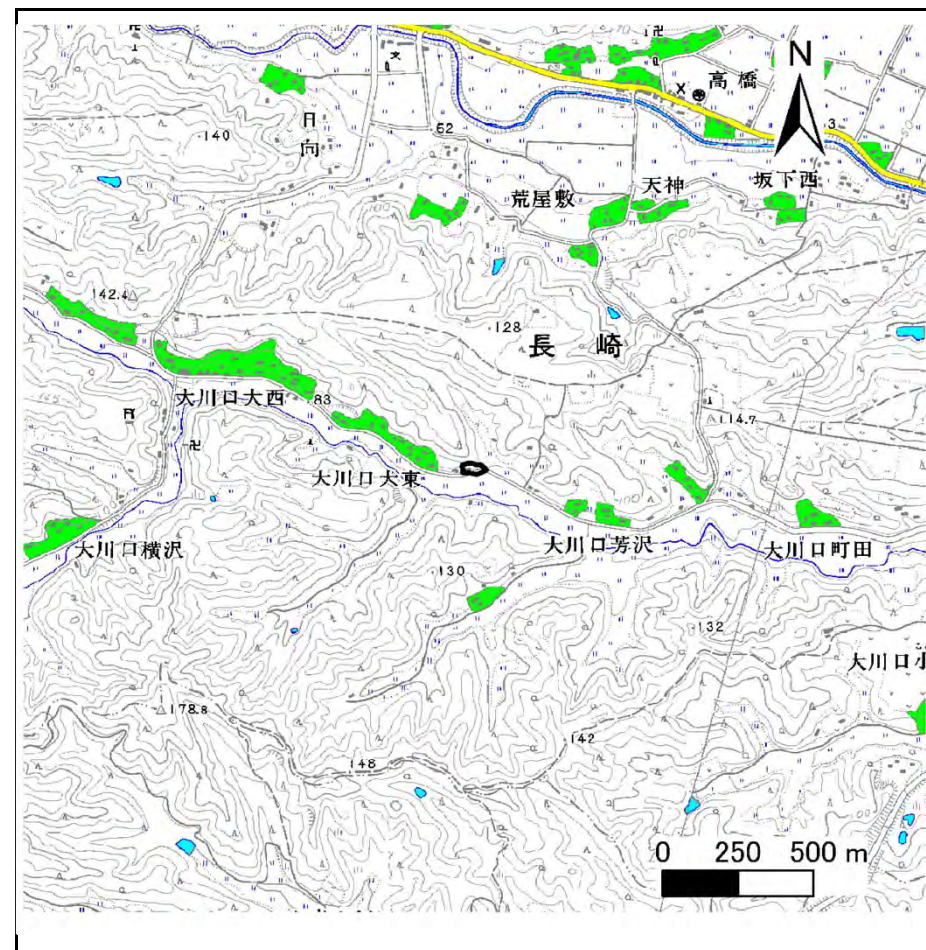 N
高橋
・140
日向
・62
3
天神
坂下西
荒屋敷
142.4△
・128
長崎
大川口大西
・83
△114.7
大川口大東
大川口芳沢
大川口町田
大川口横沢
130・
・132
大川口小
△178.8
・142
・148
0 250 500 m